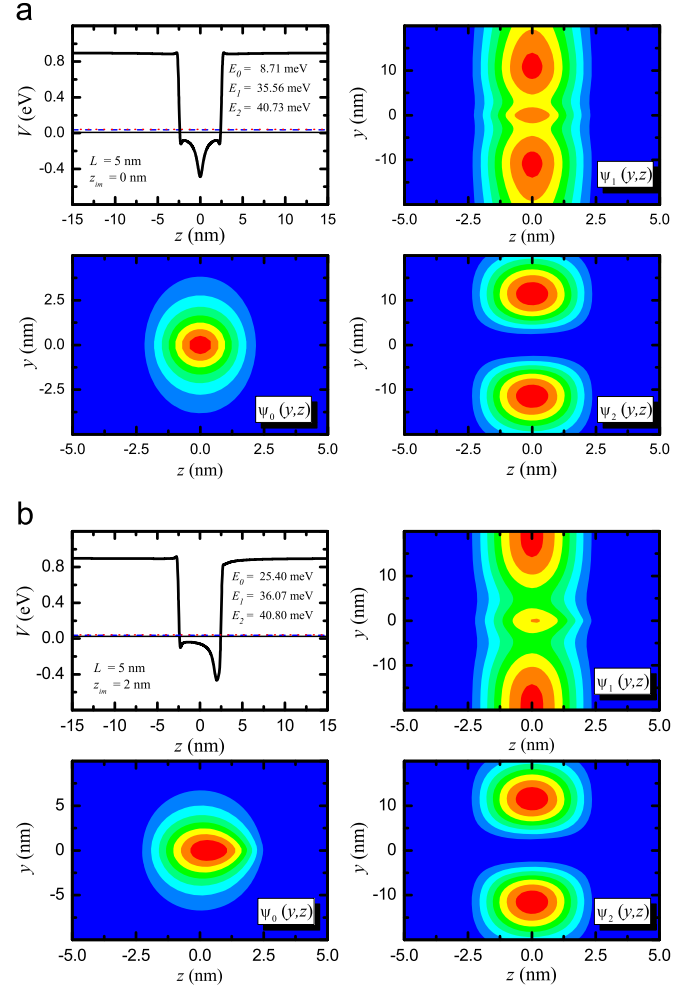 a
0.8
0.4
0.0
-0.4
V (eV)
E0 = 8.71 meV
E1 = 35.56 meV
E2 = 40.73 meV
L = 5 nm
zim = 0 nm
-15 -10 -5 0 5 10 15
z (nm)
10
0
-10
y (nm)
ψ1 (y,z)
-5.0 -2.5 0.0 2.5 5.0
z (nm)
2.5
0.0
-2.5
y (nm)
ψ0 (y,z)
-5.0 -2.5 0.0 2.5 5.0
z (nm)
10
0
-10
y (nm)
ψ2 (y,z)
-5.0 -2.5 0.0 2.5 5.0
z (nm)
b
0.8
0.4
0.0
-0.4
V (eV)
E0 = 25.40 meV
E1 = 36.07 meV
E2 = 40.80 meV
L = 5 nm
zim = 2 nm
-15 -10 -5 0 5 10 15
z (nm)
10
0
-10
y (nm)
ψ1 (y,z)
-5.0 -2.5 0.0 2.5 5.0
z (nm)
5
0
-5
y (nm)
ψ0 (y,z)
-5.0 -2.5 0.0 2.5 5.0
z (nm)
10
0
-10
y (nm)
ψ2 (y,z)
-5.0 -2.5 0.0 2.5 5.0
z (nm)